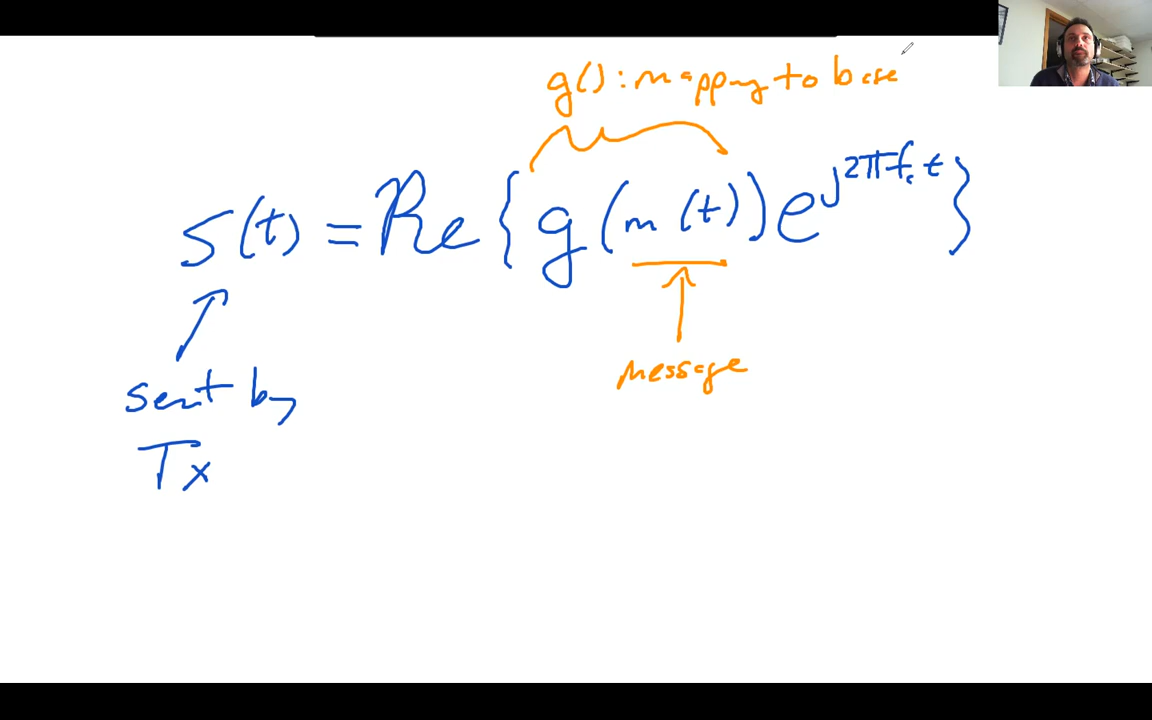 g() : mapping to base
s(t) = Re{g(m(t))e^{j2πf_c t}}
message
sent by
Tx